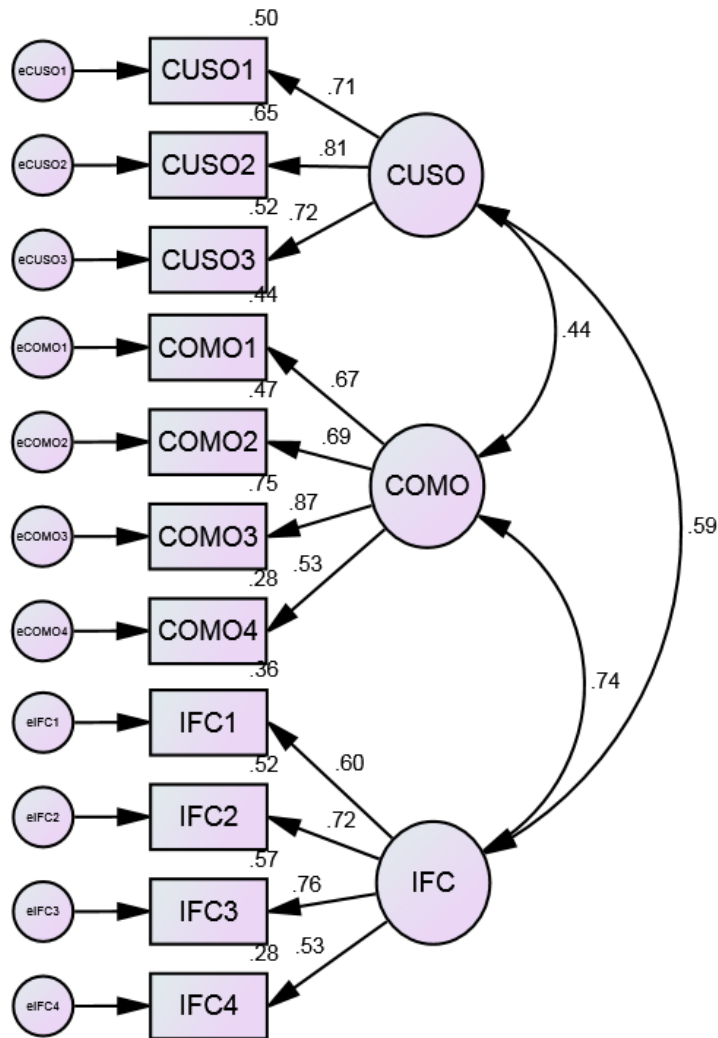 .50
eCUSO1
CUSO1
.71
.65
eCUSO2
CUSO2
.81
CUSO
.52
.72
eCUSO3
CUSO3
.44
.44
eCOMO1
COMO1
.67
.47
eCOMO2
COMO2
.69
COMO
.75
.87
eCOMO3
COMO3
.59
.28
.53
eCOMO4
COMO4
.36
.74
eIFC1
IFC1
.60
.52
eIFC2
IFC2
.72
.57
IFC
.76
eIFC3
IFC3
.28
.53
eIFC4
IFC4